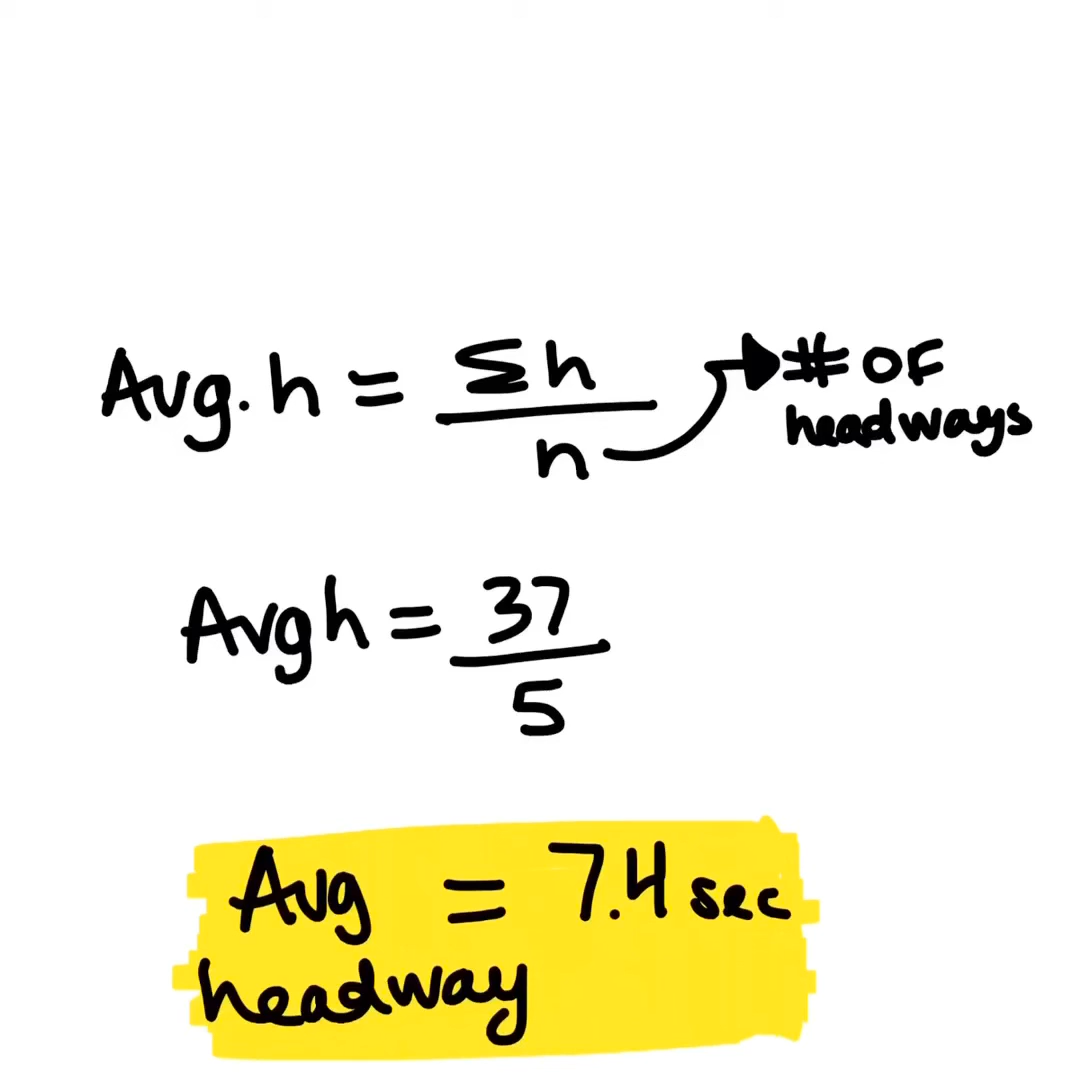 Avg. h = Σh / n → # OF
headways
Avg h = 37 / 5
Avg = 7.4 sec
headway